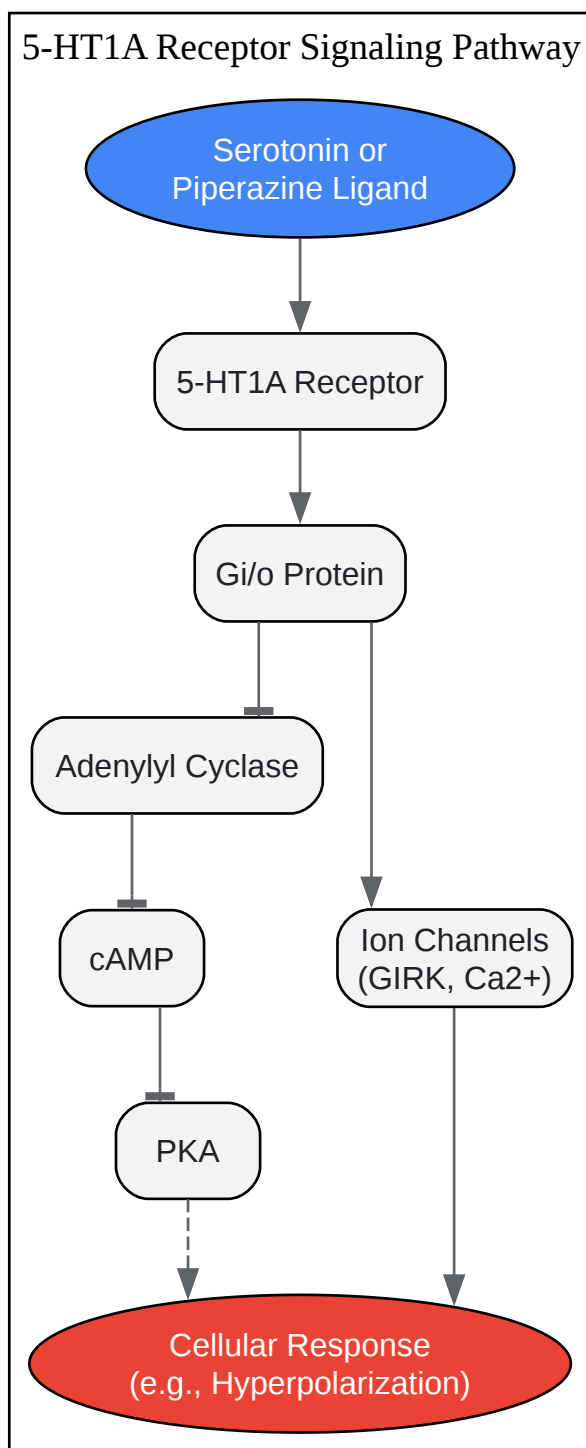 5-HT1A Receptor Signaling Pathway
Serotonin or
Piperazine Ligand
5-HT1A Receptor
Gi/o Protein
Adenylyl Cyclase
cAMP
Ion Channels
(GIRK, Ca2+)
PKA
Cellular Response
(e.g., Hyperpolarization)